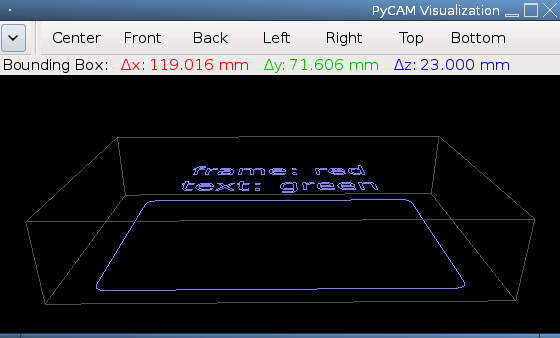 PyCAM Visualization
Center Front Back Left Right Top Bottom
Bounding Box: Δx: 119.016 mm Δy: 71.606 mm Δz: 23.000 mm
frame: red
text: green